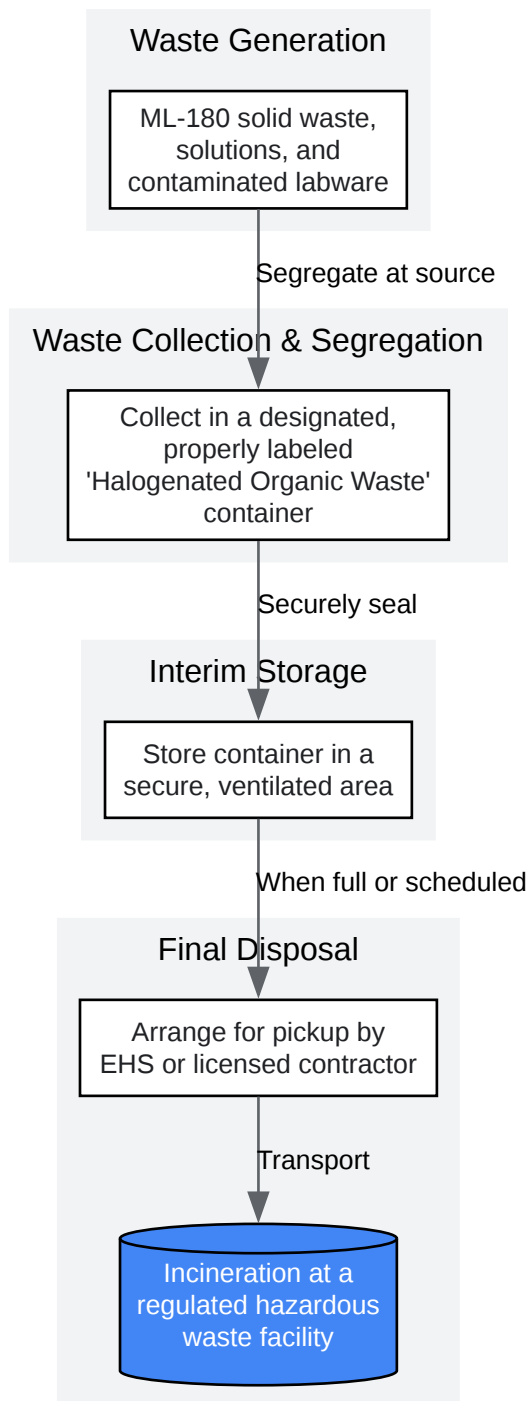 Waste Generation
ML-180 solid waste,
solutions, and
contaminated labware
Segregate at source
Waste Collection & Segregation
Collect in a designated,
properly labeled
'Halogenated Organic Waste'
container
Securely seal
Interim Storage
Store container in a
secure, ventilated area
When full or scheduled
Final Disposal
Arrange for pickup by
EHS or licensed contractor
Transport
Incineration at a
regulated hazardous
waste facility